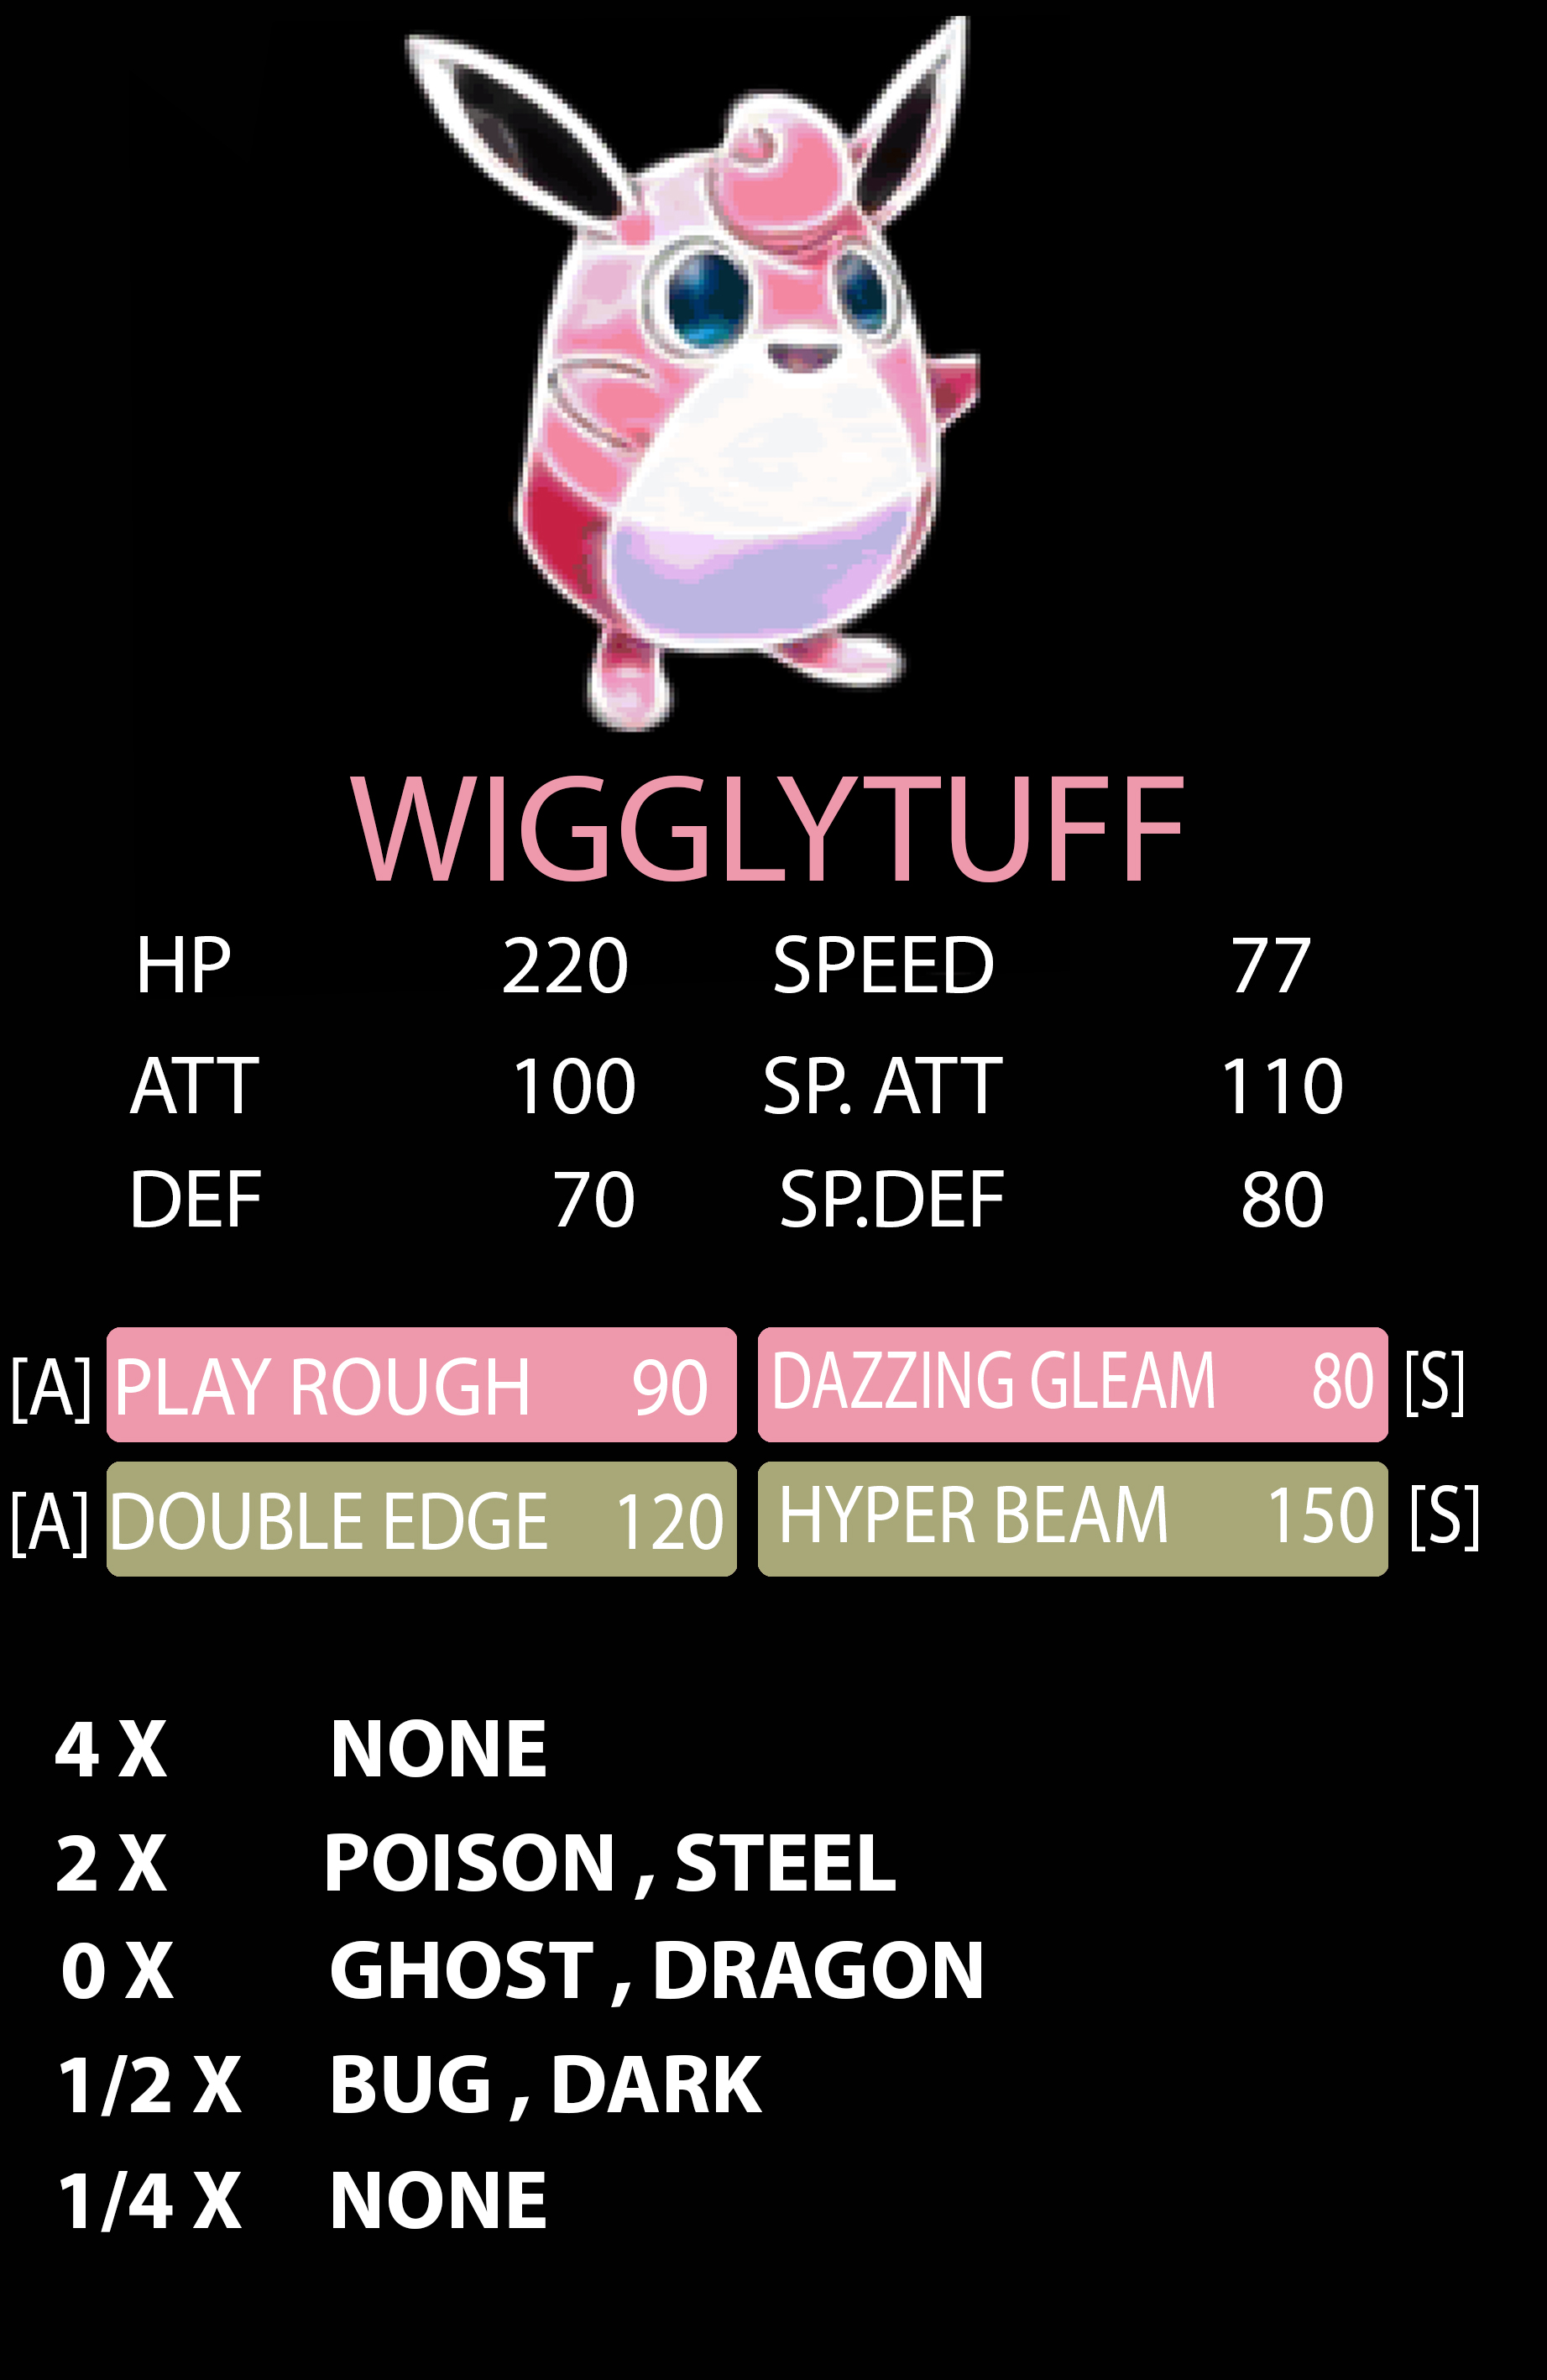 WIGGLYTUFF
HP 220 SPEED 77
ATT 100 SP. ATT 110
DEF 70 SP.DEF 80
[A] PLAY ROUGH 90 DAZZING GLEAM 80 [S]
[A] DOUBLE EDGE 120 HYPER BEAM 150 [S]
4 X NONE
2 X POISON , STEEL
0 X GHOST , DRAGON
1/2 X BUG , DARK
1/4 X NONE